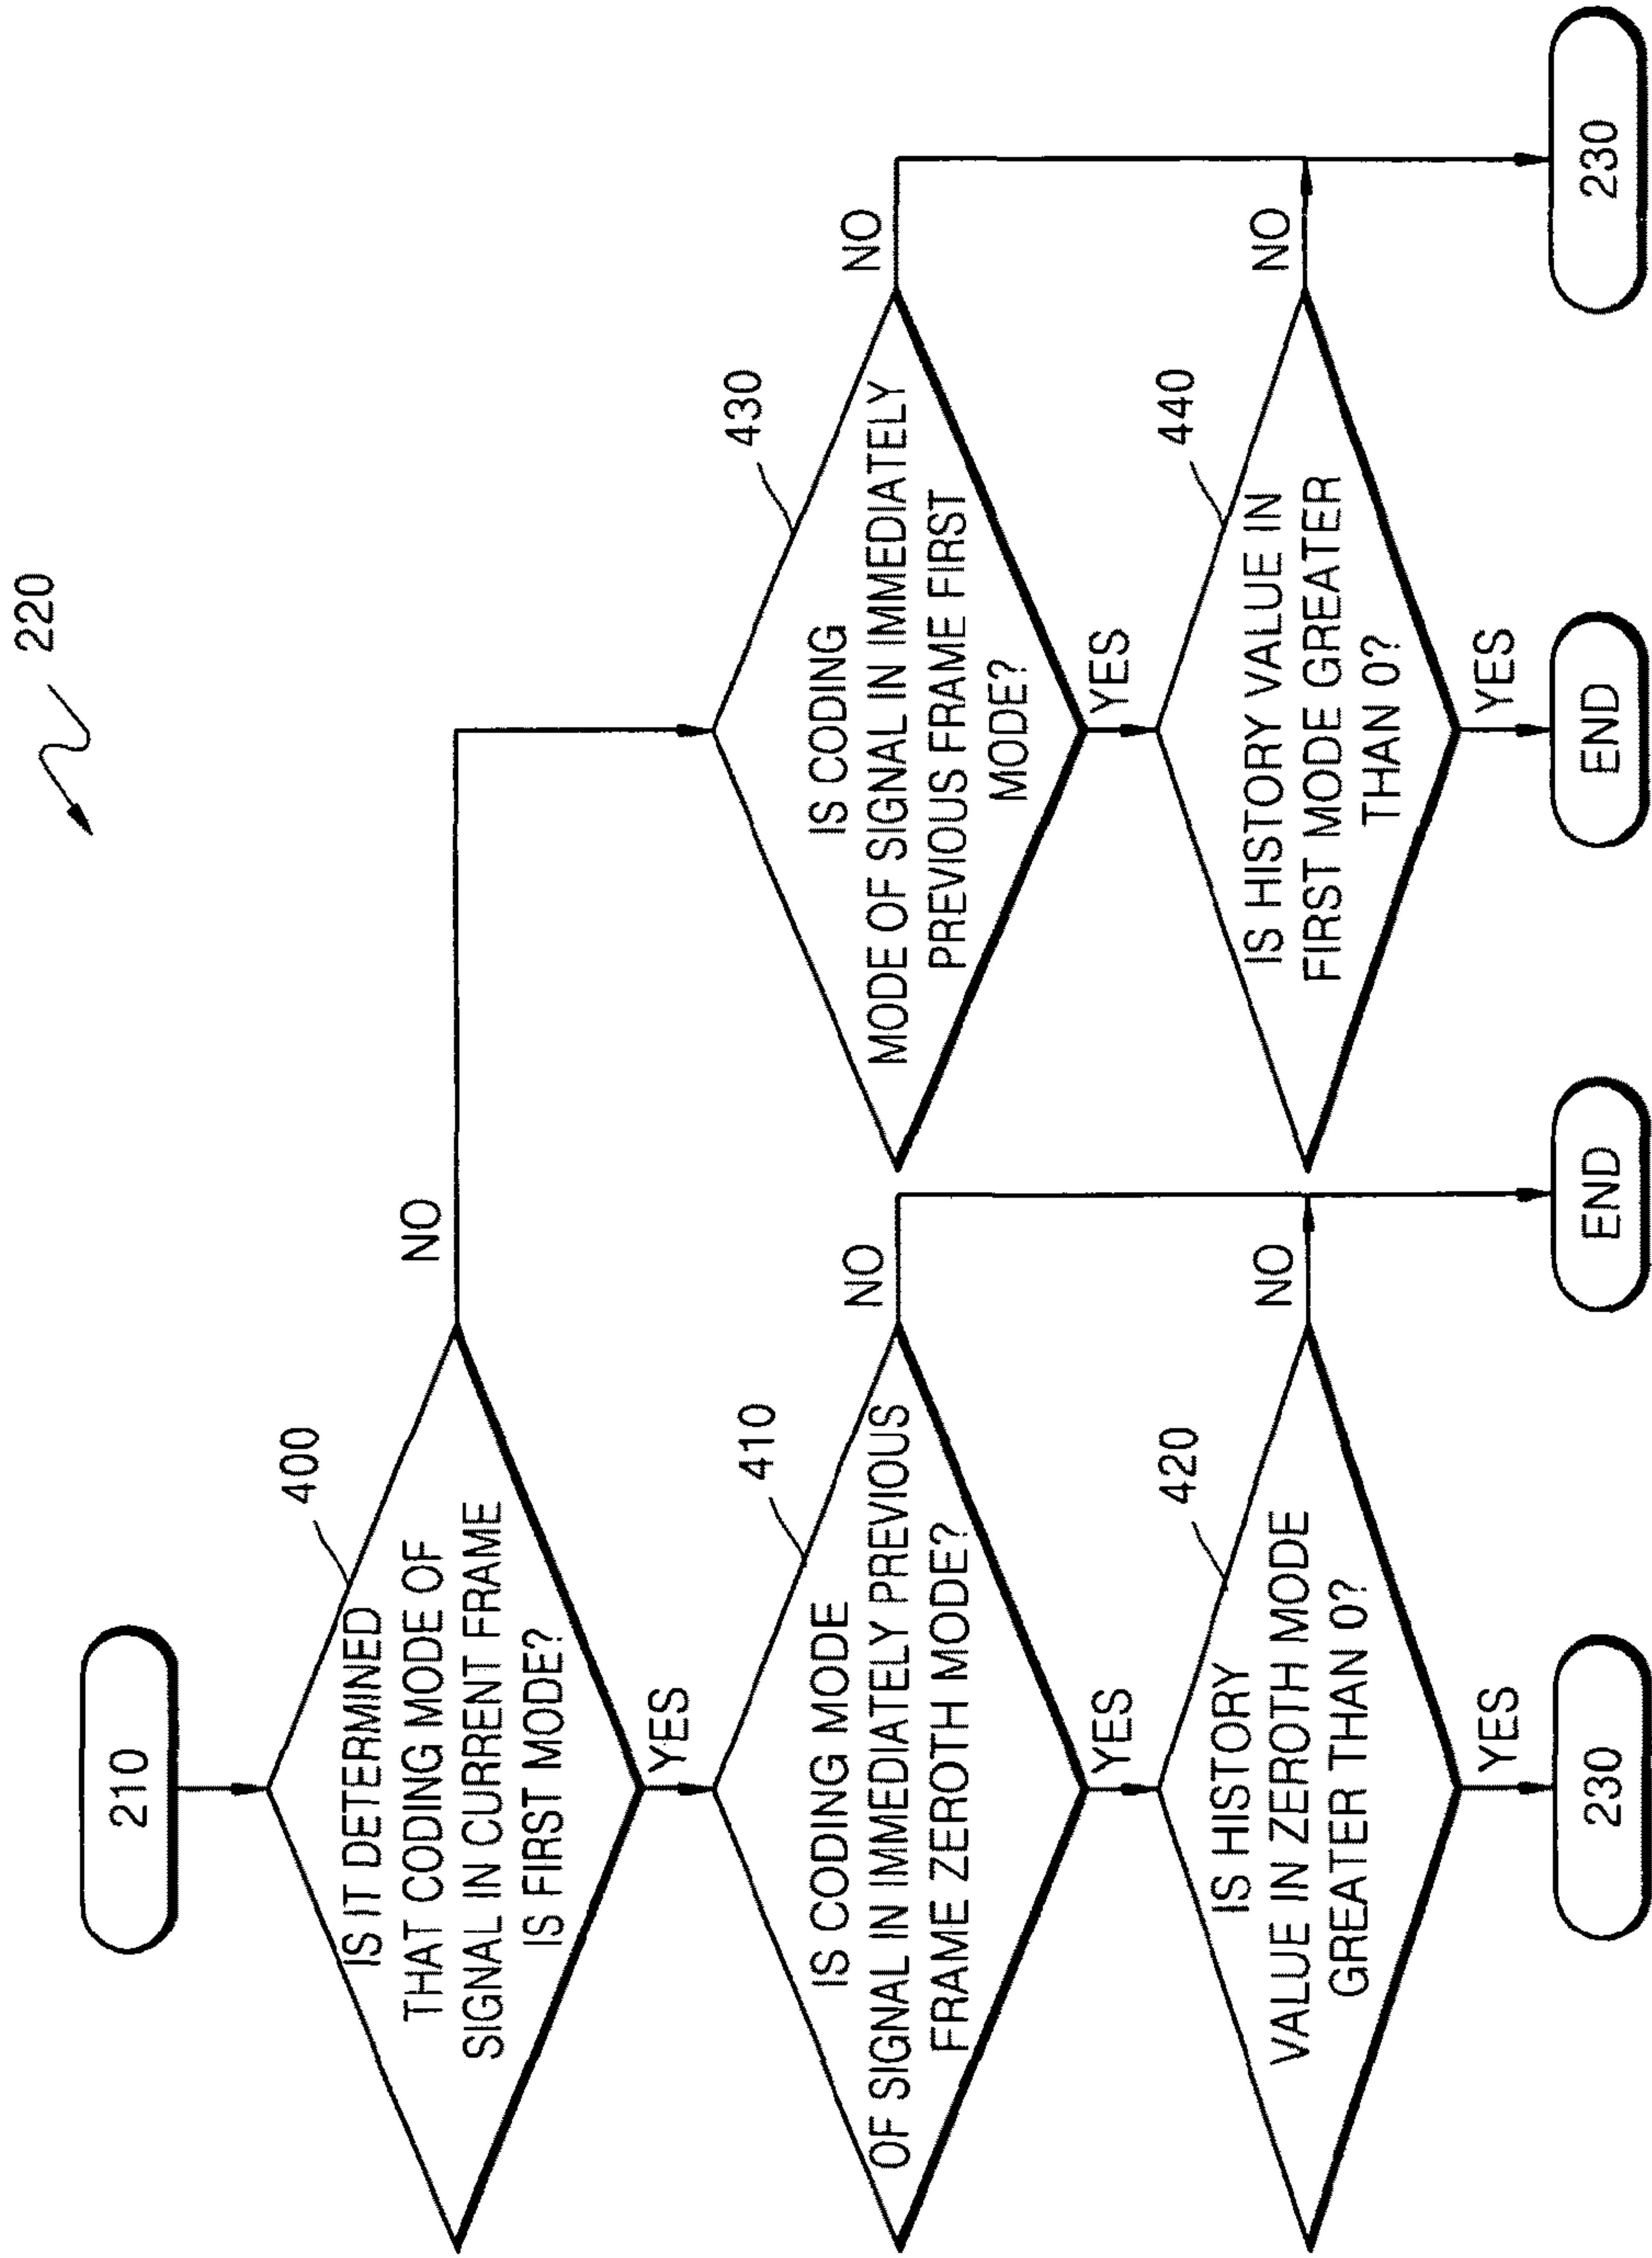 220
210
400
IS IT DETERMINED
THAT CODING MODE OF
SIGNAL IN CURRENT FRAME
IS FIRST MODE?
NO
YES
410
IS CODING MODE
OF SIGNAL IN IMMEDIATELY PREVIOUS
FRAME ZEROTH MODE?
NO
YES
420
IS HISTORY
VALUE IN ZEROTH MODE
GREATER THAN 0?
NO
YES
230
END
430
IS CODING
MODE OF SIGNAL IN IMMEDIATELY
PREVIOUS FRAME FIRST
MODE?
NO
YES
440
IS HISTORY VALUE IN
FIRST MODE GREATER
THAN 0?
NO
YES
END
230